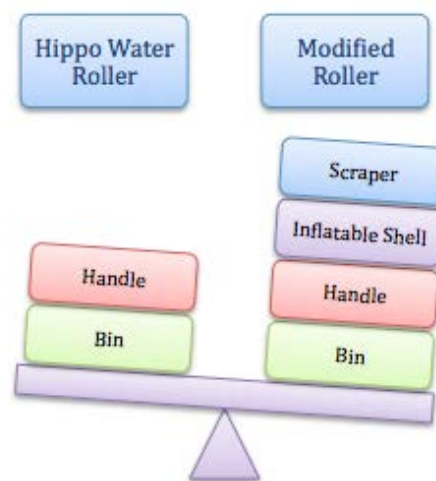 Hippo Water
Roller
Modified
Roller
Scraper
Inflatable Shell
Handle
Handle
Bin
Bin